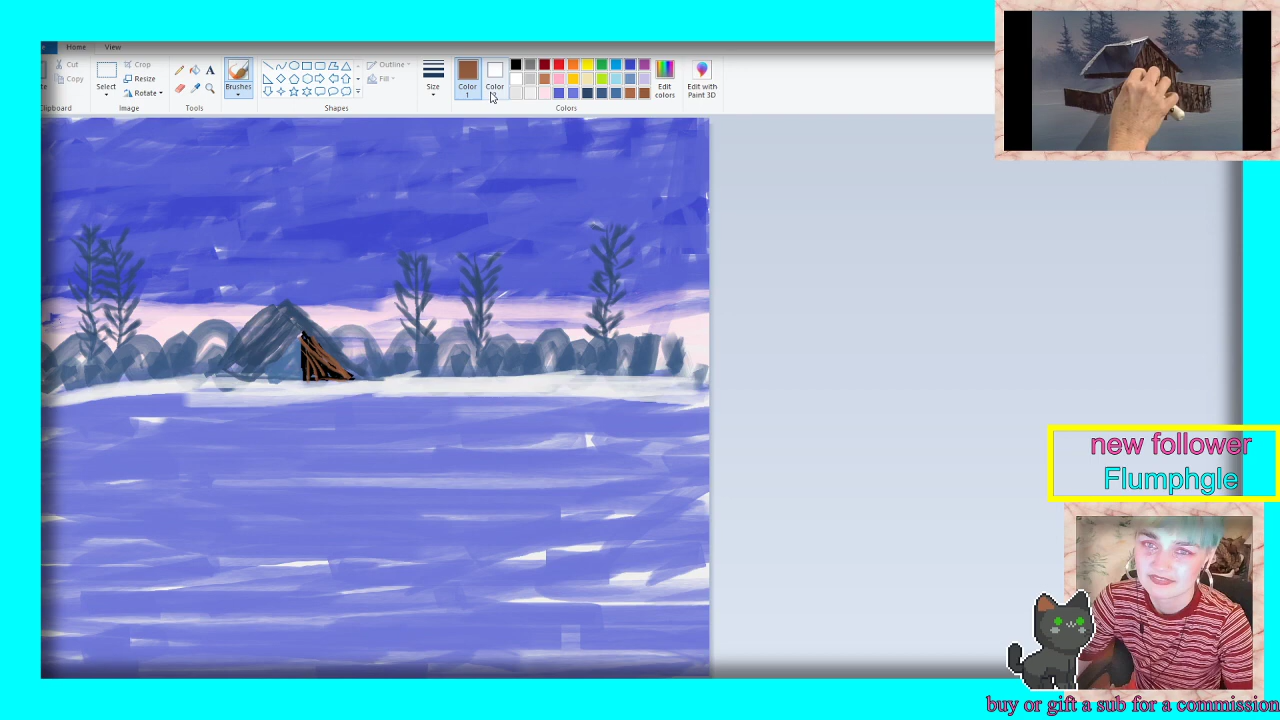 Home View
Cut
Copy
Clipboard
Select
Crop
Resize
Rotate
Image
A
Tools
Outline
Fill
Shapes
Brushes
Size
Color
1
Color
Edit
colors
Colors
Edit with
Paint 3D
new follower
Flumphgle
buy or gift a sub for a commission